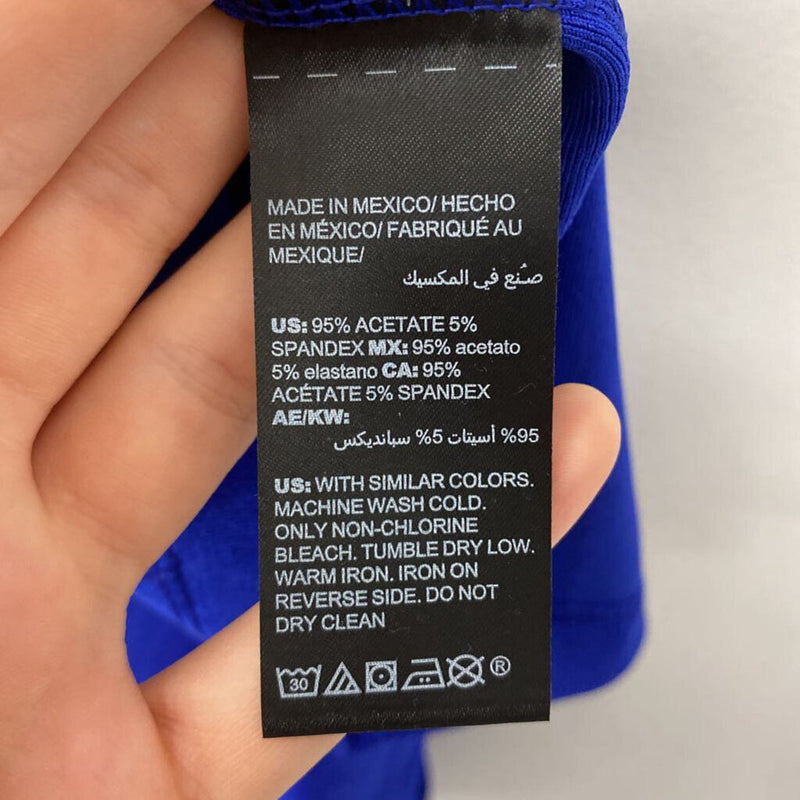 MADE IN MEXICO/ HECHO
EN MÉXICO/ FABRIQUÉ AU
MEXIQUE/
صُنع في المكسيك
US: 95% ACETATE 5%
SPANDEX MX: 95% acetato
5% elastano CA: 95%
ACÉTATE 5% SPANDEX
AE/KW:
95% أسيتات 5% سبانديكس
US: WITH SIMILAR COLORS.
MACHINE WASH COLD.
ONLY NON-CHLORINE
BLEACH. TUMBLE DRY LOW.
WARM IRON. IRON ON
REVERSE SIDE. DO NOT
DRY CLEAN
30 ®